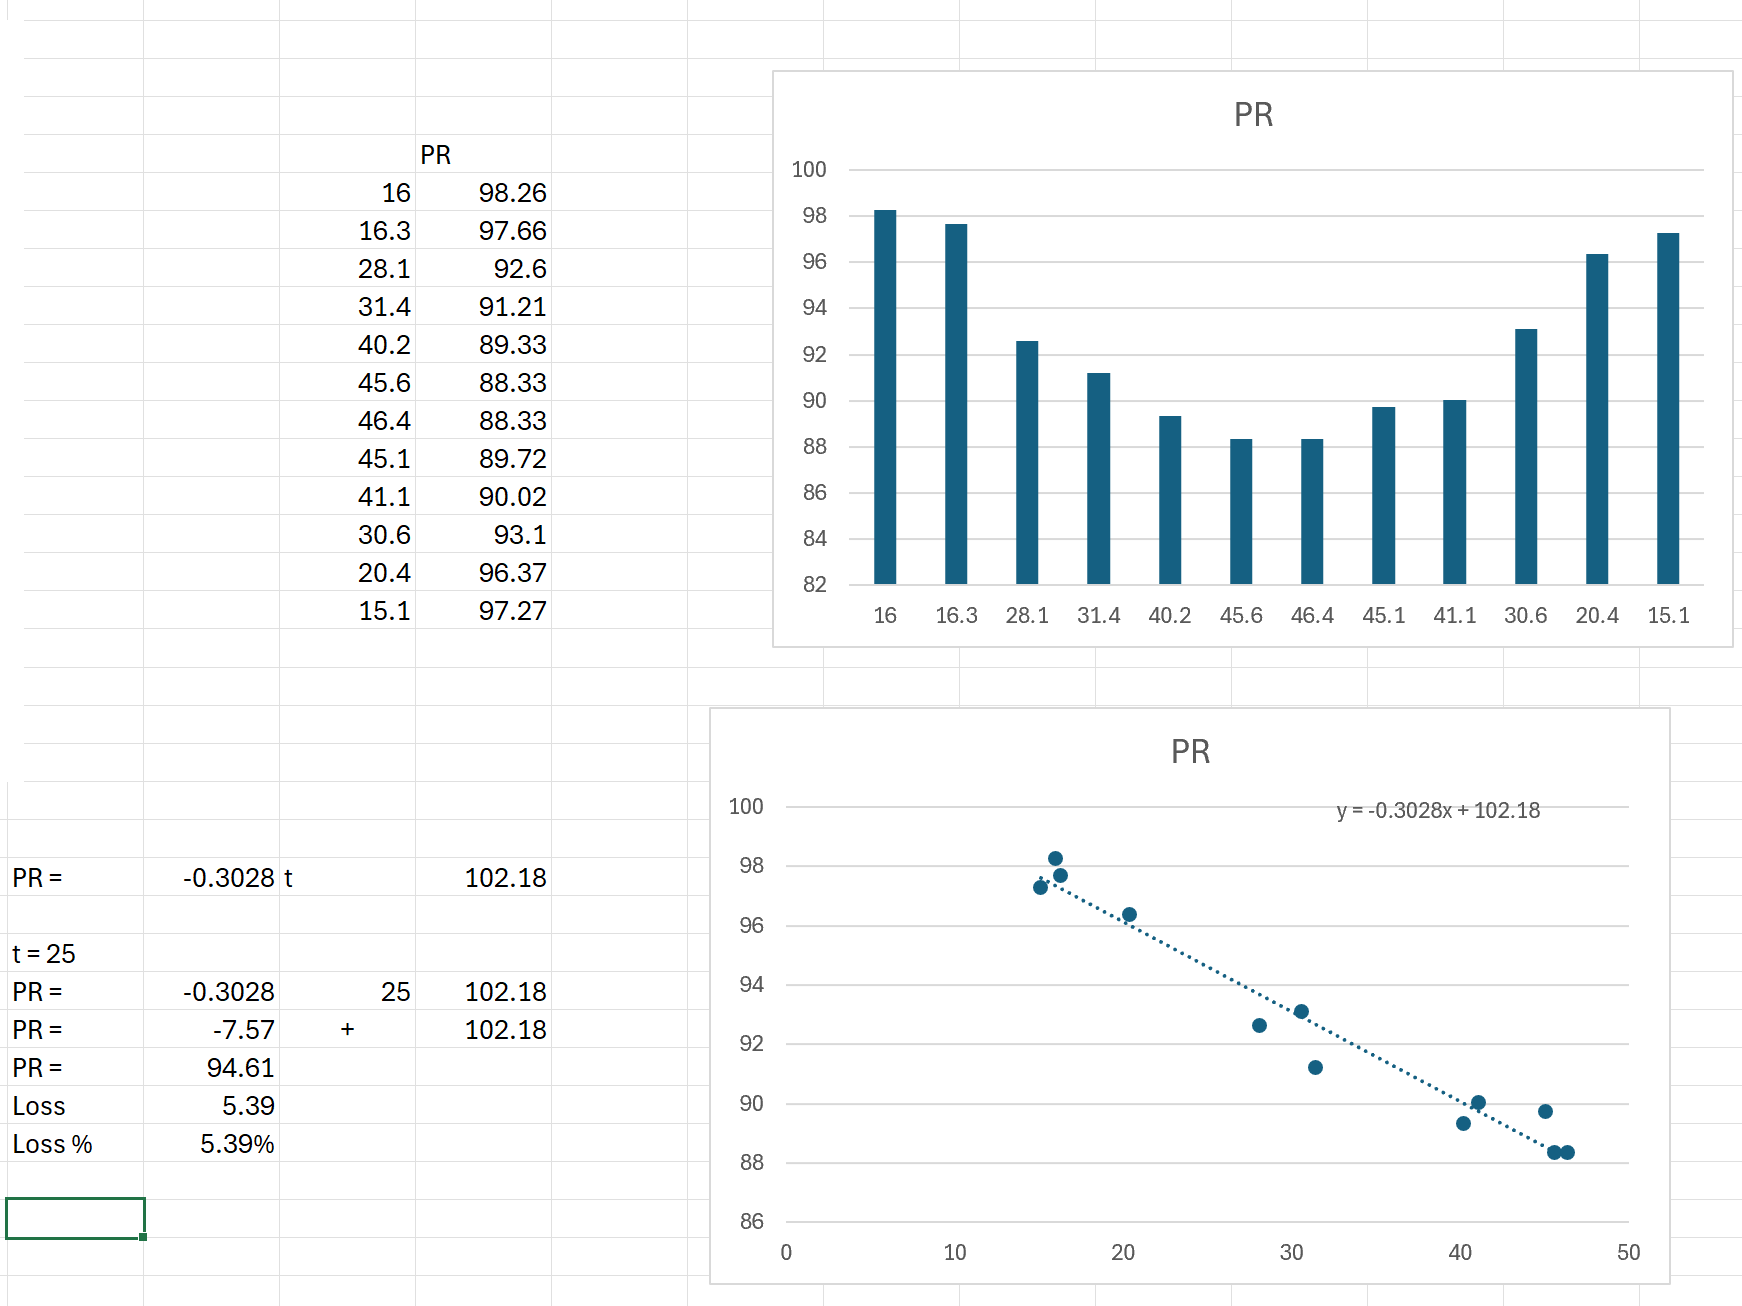 PR
16 98.26
16.3 97.66
28.1 92.6
31.4 91.21
40.2 89.33
45.6 88.33
46.4 88.33
45.1 89.72
41.1 90.02
30.6 93.1
20.4 96.37
15.1 97.27
PR
100
98
96
94
92
90
88
86
84
82
16 16.3 28.1 31.4 40.2 45.6 46.4 45.1 41.1 30.6 20.4 15.1
PR = -0.3028 t 102.18
t = 25
PR = -0.3028 25 102.18
PR = -7.57 + 102.18
PR = 94.61
Loss 5.39
Loss % 5.39%
PR
y = -0.3028x + 102.18
100
98
96
94
92
90
88
86
0 10 20 30 40 50